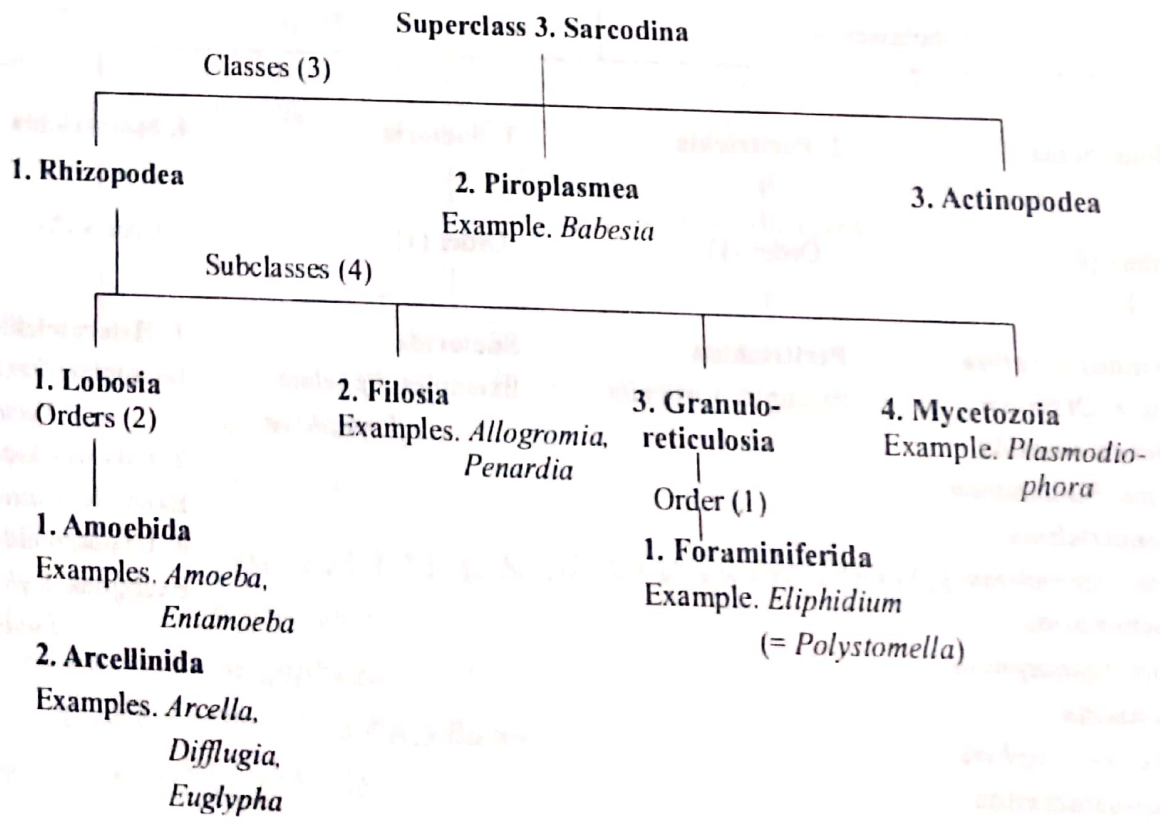 Superclass 3. Sarcodina
Classes (3)
1. Rhizopodea
2. Piroplasmea
Example. Babesia
3. Actinopodea
Subclasses (4)
1. Lobosia
Orders (2)
1. Amoebida
Examples. Amoeba,
Entamoeba
2. Arcellinida
Examples. Arcella,
Difflugia,
Euglypha
2. Filosia
Examples. Allogromia,
Penardia
3. Granulo-
reticulosia
Order (1)
1. Foraminiferida
Example. Eliphidium
(= Polystomella)
4. Mycetozoia
Example. Plasmodio-
phora